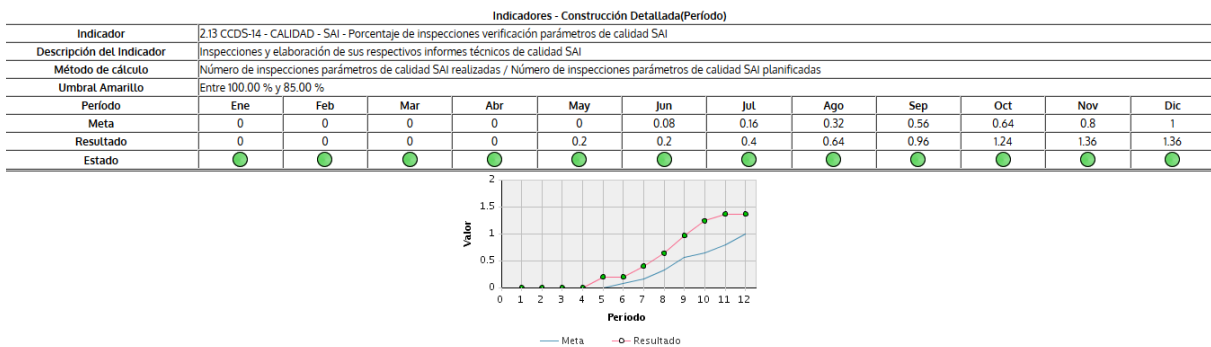 Indicadores - Construcción Detallada(Período)
Indicador 2.13 CCDS-14 - CALIDAD - SAI - Porcentaje de inspecciones verificación parámetros de calidad SAI
Descripción del Indicador Inspecciones y elaboración de sus respectivos informes técnicos de calidad SAI
Método de cálculo Número de inspecciones parámetros de calidad SAI realizadas / Número de inspecciones parámetros de calidad SAI planificadas
Umbral Amarillo Entre 100.00 % y 85.00 %
Período Ene Feb Mar Abr May Jun Jul Ago Sep Oct Nov Dic
Meta 0 0 0 0 0 0.08 0.16 0.32 0.56 0.64 0.8 1
Resultado 0 0 0 0 0.2 0.2 0.4 0.64 0.96 1.24 1.36 1.36
Estado
2
1.5
1
0.5
0
Valor
0 1 2 3 4 5 6 7 8 9 10 11 12
Periodo
Meta Resultado